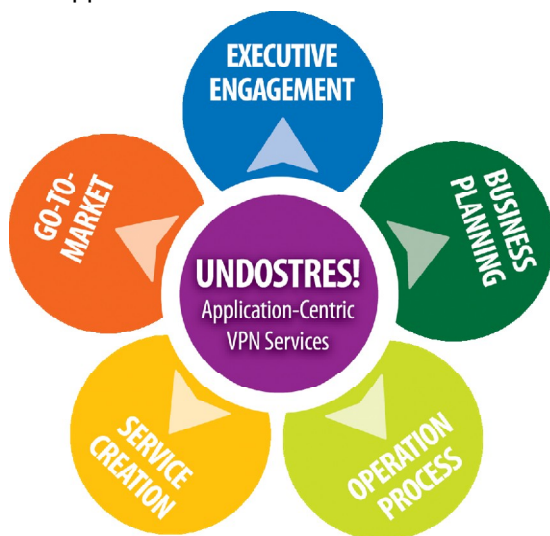 EXECUTIVE
ENGAGEMENT
BUSINESS
PLANNING
OPERATION
PROCESS
SERVICE
CREATION
GO-TO-
MARKET
UNDOSTRES!
Application-Centric
VPN Services